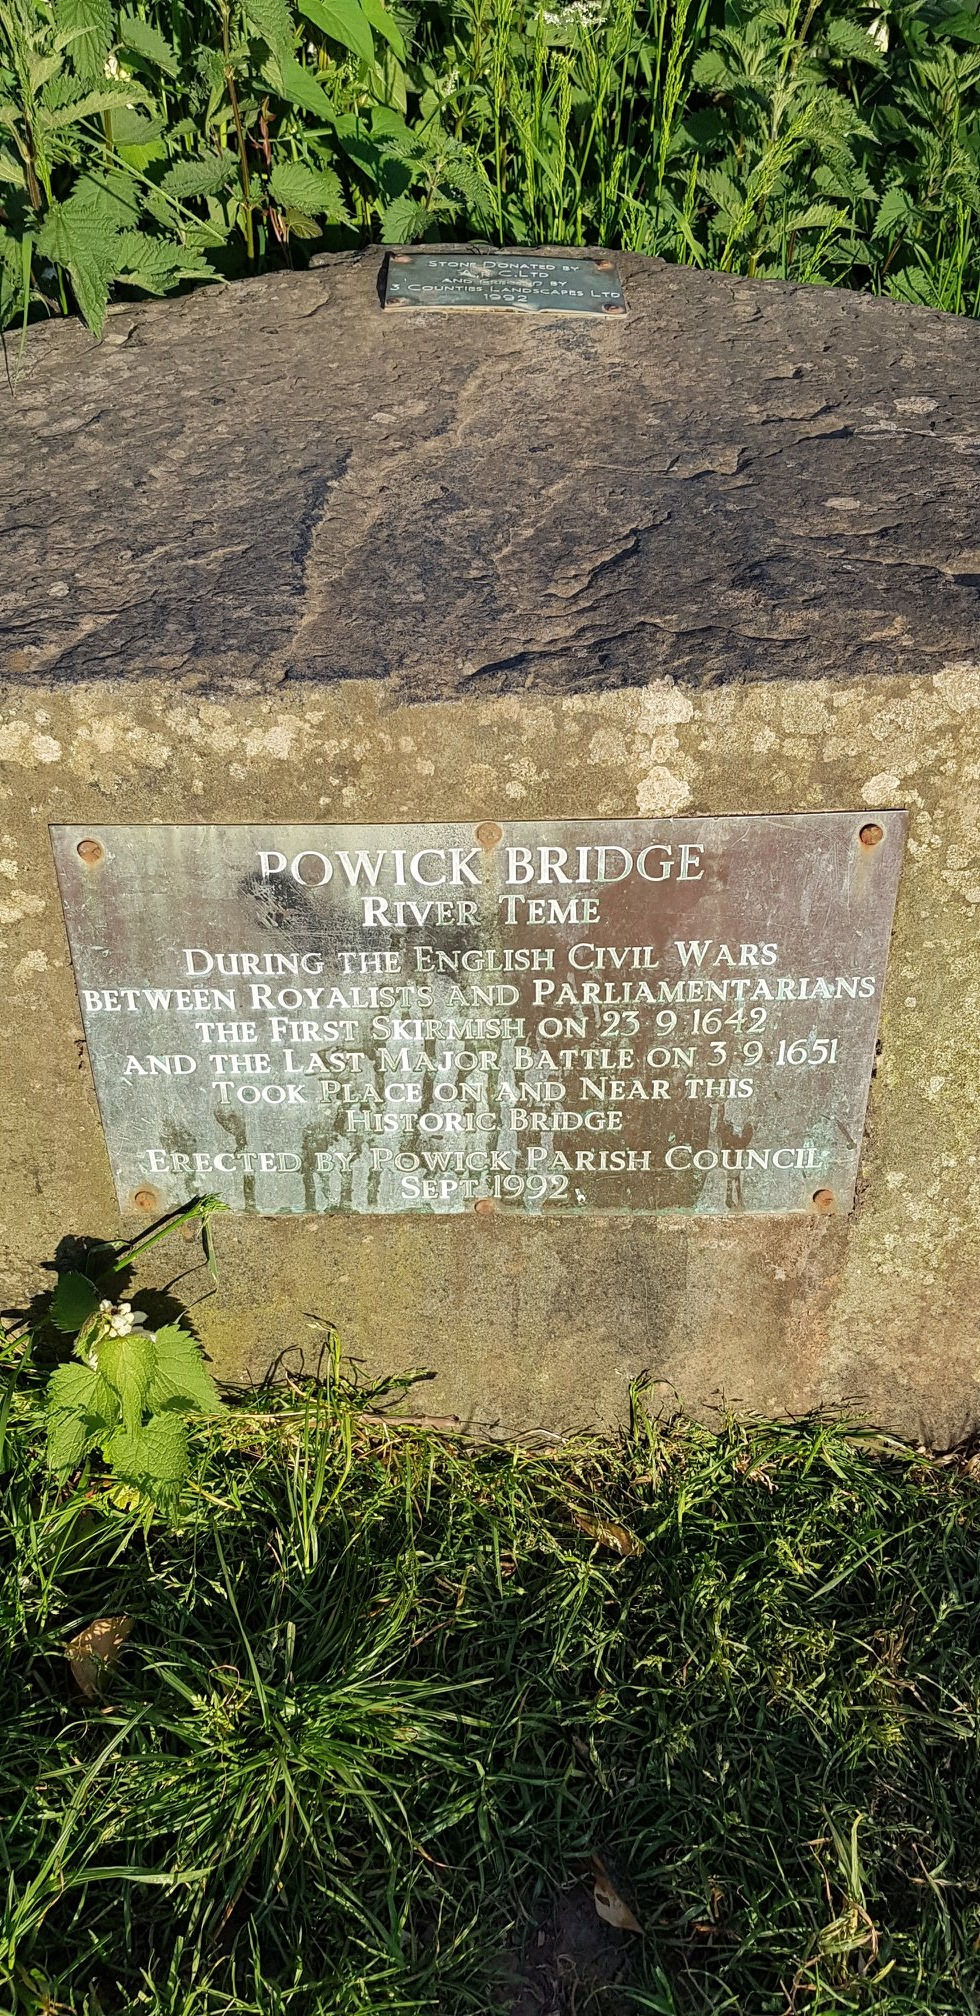 STONE DONATED BY
C. LTD
AND BY
3 COUNTIES LANDSCAPES LTD
1992
POWICK BRIDGE
RIVER TEME
DURING THE ENGLISH CIVIL WARS
BETWEEN ROYALISTS AND PARLIAMENTARIANS
THE FIRST SKIRMISH ON 23 9 1642
AND THE LAST MAJOR BATTLE ON 3 9 1651
TOOK PLACE ON AND NEAR THIS
HISTORIC BRIDGE
ERECTED BY POWICK PARISH COUNCIL
SEPT 1992